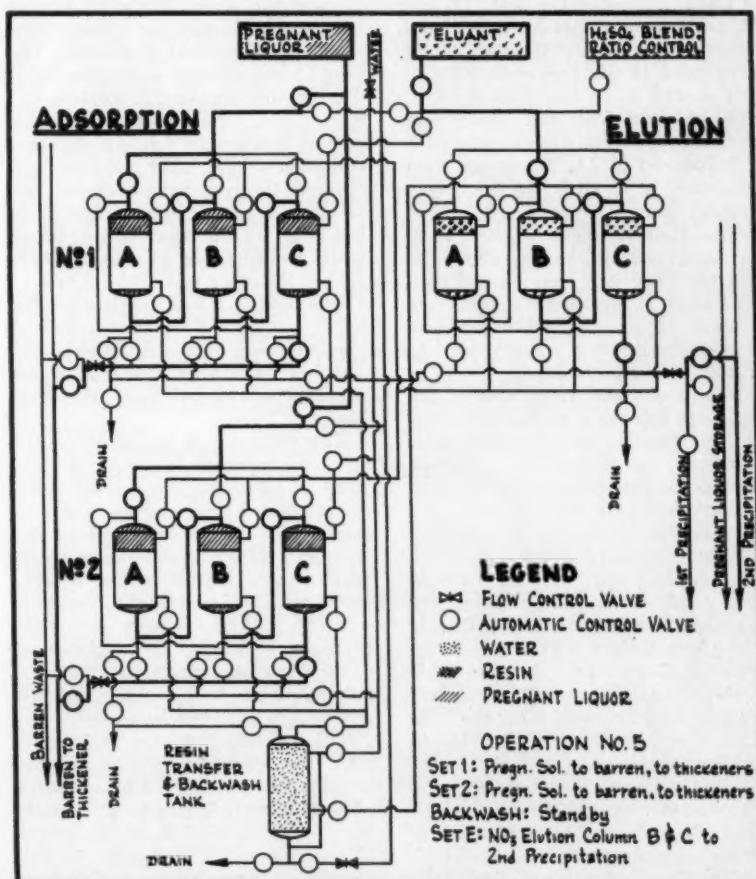 PREGNANT
LIQUOR
WATER
ELUANT
H2SO4 BLEND
RATIO CONTROL
ADSORPTION
ELUTION
No1
A
B
C
A
B
C
DRAIN
DRAIN
1ST PRECIPITATION
PREGNANT LIQUOR STORAGE
2ND PRECIPITATION
No2
A
B
C
BARREN WASTE
BARREN TO
THICKENER
DRAIN
RESIN
TRANSFER
& BACKWASH
TANK
DRAIN
LEGEND
FLOW CONTROL VALVE
AUTOMATIC CONTROL VALVE
WATER
RESIN
PREGNANT LIQUOR
OPERATION NO. 5
SET 1: Pregn. Sol. to barren, to thickeners
SET 2: Pregn. Sol. to barren, to thickeners
BACKWASH: Standby
SET E: NO3 Elution Column B & C to
2nd Precipitation